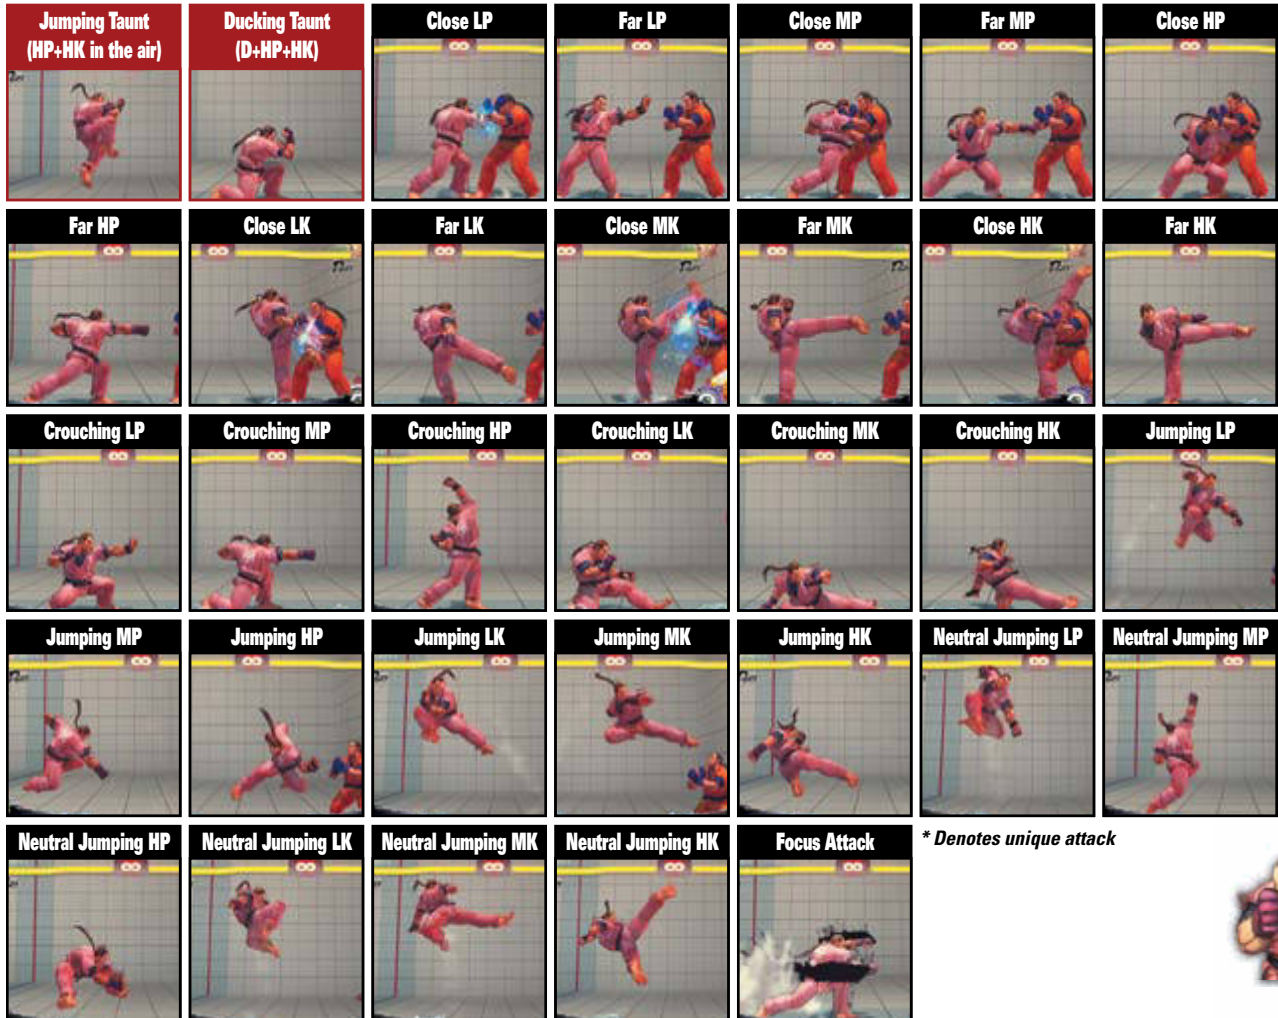 Jumping Taunt
(HP+HK in the air)
Ducking Taunt
(D+HP+HK)
Close LP
Far LP
Close MP
Far MP
Close HP
Far HP
Close LK
Far LK
Close MK
Far MK
Close HK
Far HK
Crouching LP
Crouching MP
Crouching HP
Crouching LK
Crouching MK
Crouching HK
Jumping LP
Jumping MP
Jumping HP
Jumping LK
Jumping MK
Jumping HK
Neutral Jumping LP
Neutral Jumping MP
Neutral Jumping HP
Neutral Jumping LK
Neutral Jumping MK
Neutral Jumping HK
Focus Attack
* Denotes unique attack